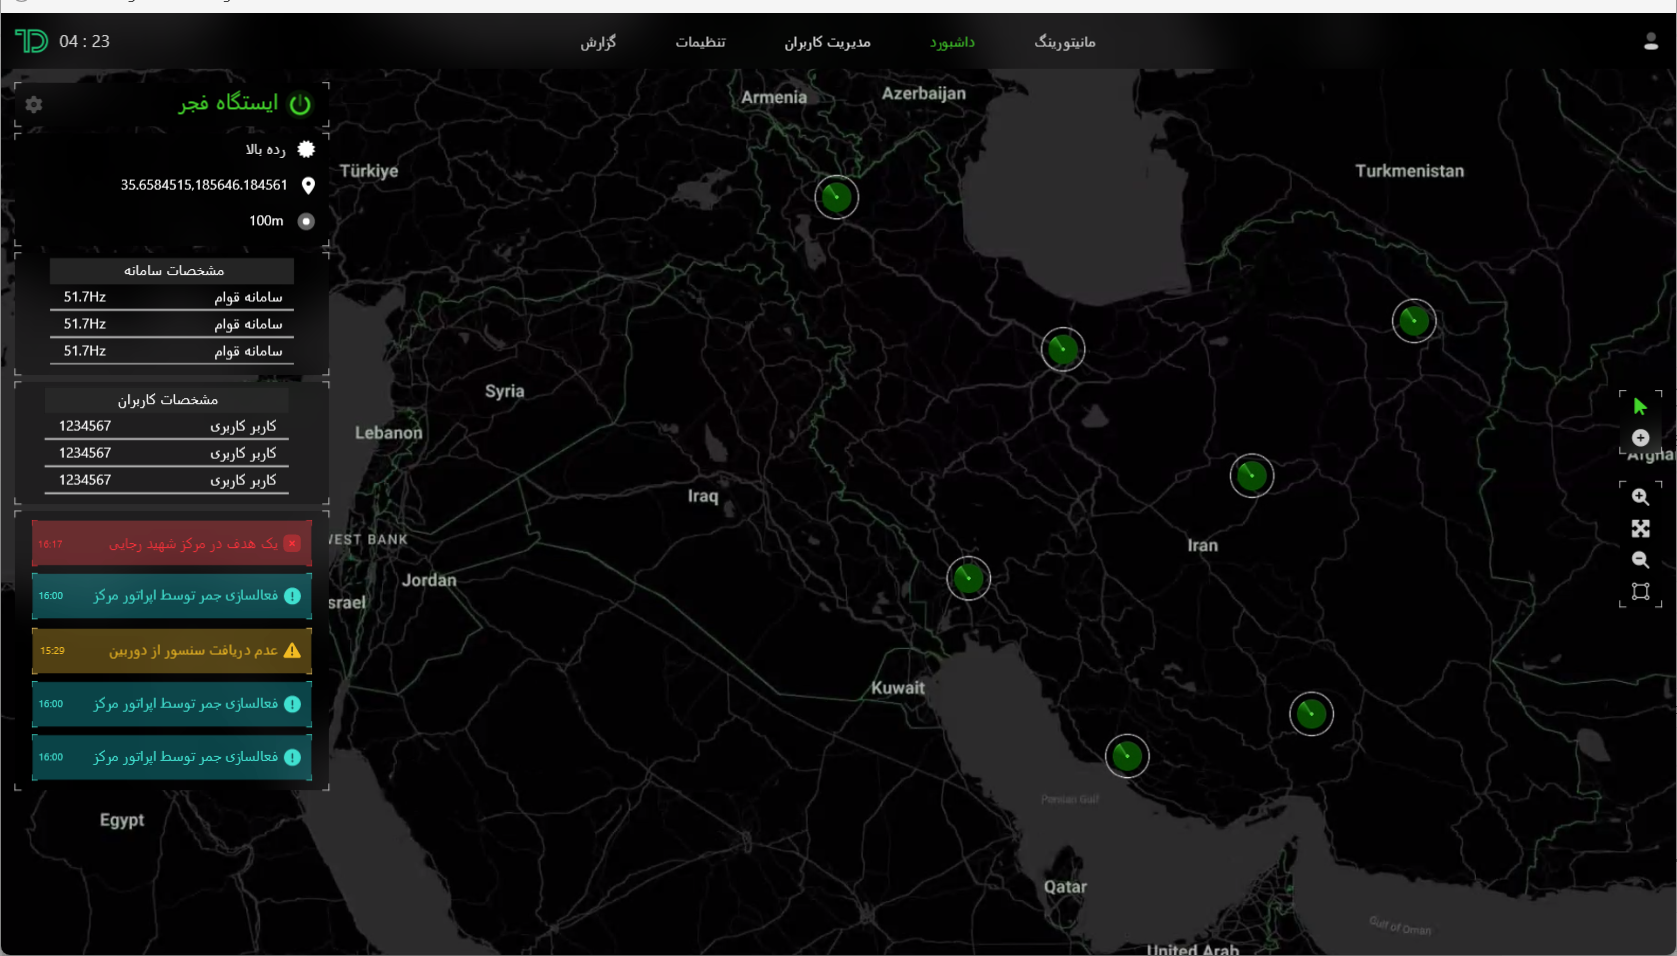 04 : 23
مانیتورینگ
داشبورد
مدیریت کاربران
تنظیمات
گزارش
ایستگاه فجر
رده بالا
35.6584515,185646.184561
100m
مشخصات سامانه
سامانه قوام 51.7Hz
سامانه قوام 51.7Hz
سامانه قوام 51.7Hz
مشخصات کاربران
کاربر کاربری 1234567
کاربر کاربری 1234567
کاربر کاربری 1234567
یک هدف در مرکز شهید رجایی 16:17
فعالسازی جمر توسط اپراتور مرکز 16:00
عدم دریافت سنسور از دوربین 15:29
فعالسازی جمر توسط اپراتور مرکز 16:00
فعالسازی جمر توسط اپراتور مرکز 16:00
Armenia
Azerbaijan
Türkiye
Turkmenistan
Syria
Lebanon
Iraq
WEST BANK
Iran
Jordan
srael
Kuwait
Persian Gulf
Egypt
Qatar
Gulf of Oman
United Arab
Afghan